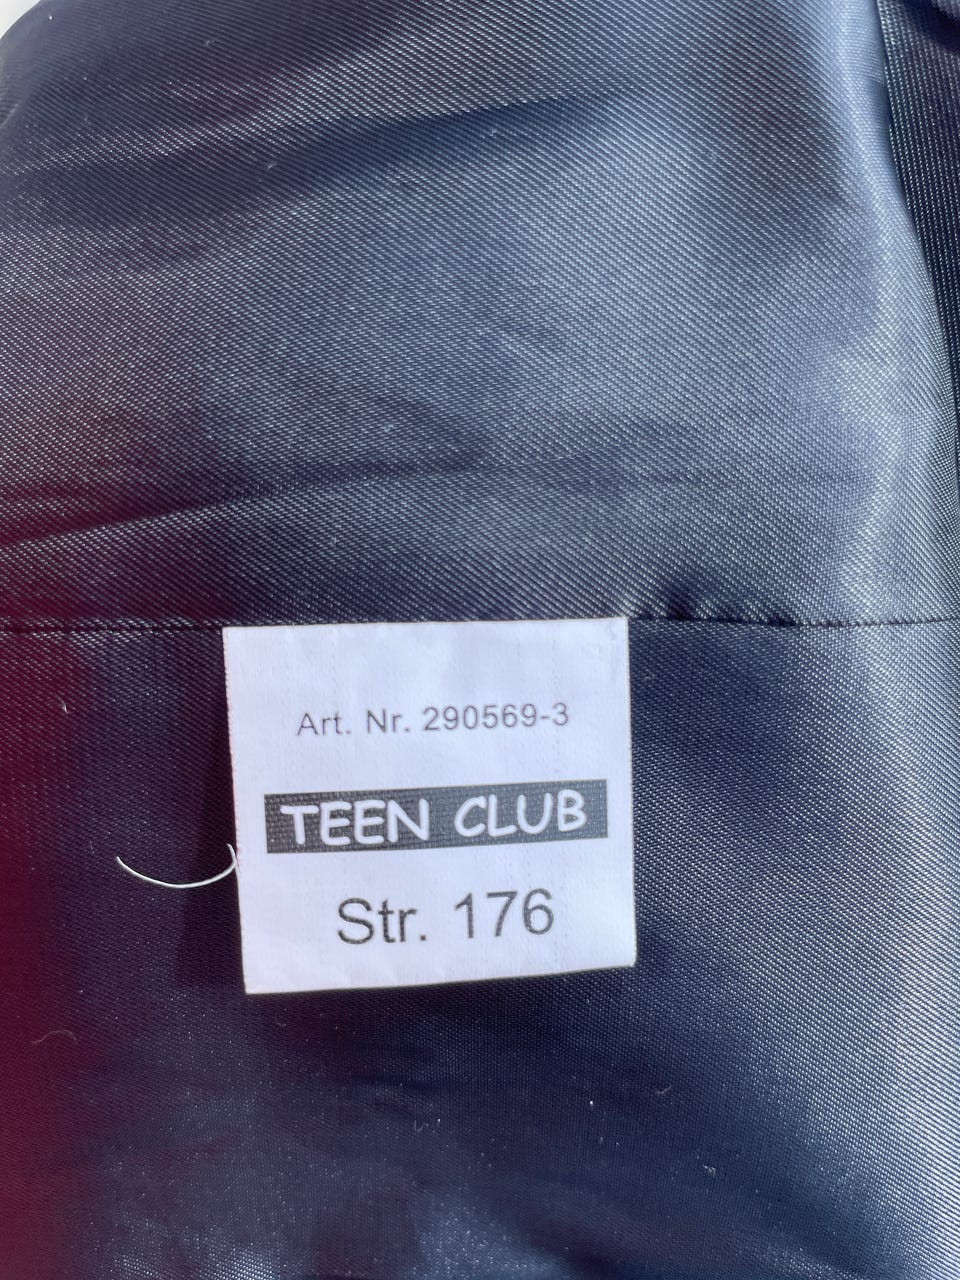 Art. Nr. 290569-3
TEEN CLUB
Str. 176